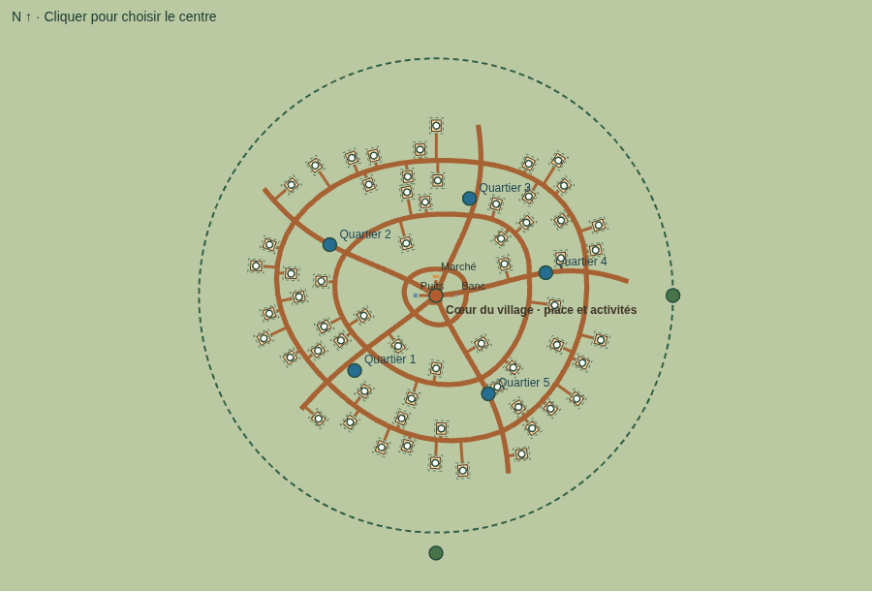 N ↑ · Cliquer pour choisir le centre
Quartier 3
Quartier 2
Quartier 4
Marché
Puits
Banc
Cœur du village · place et activités
Quartier 1
Quartier 5